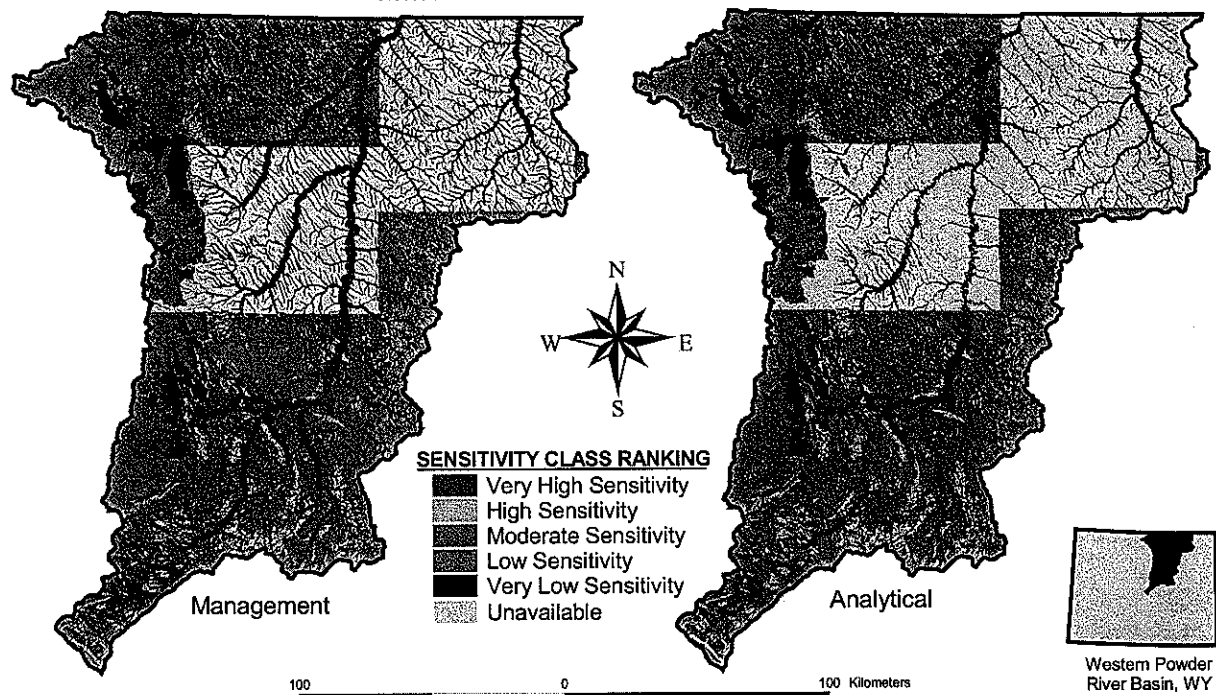 N
W E
S
SENSITIVITY CLASS RANKING
Very High Sensitivity
High Sensitivity
Moderate Sensitivity
Low Sensitivity
Very Low Sensitivity
Unavailable
Management
Analytical
Western Powder
River Basin, WY
100 0 100 Kilometers